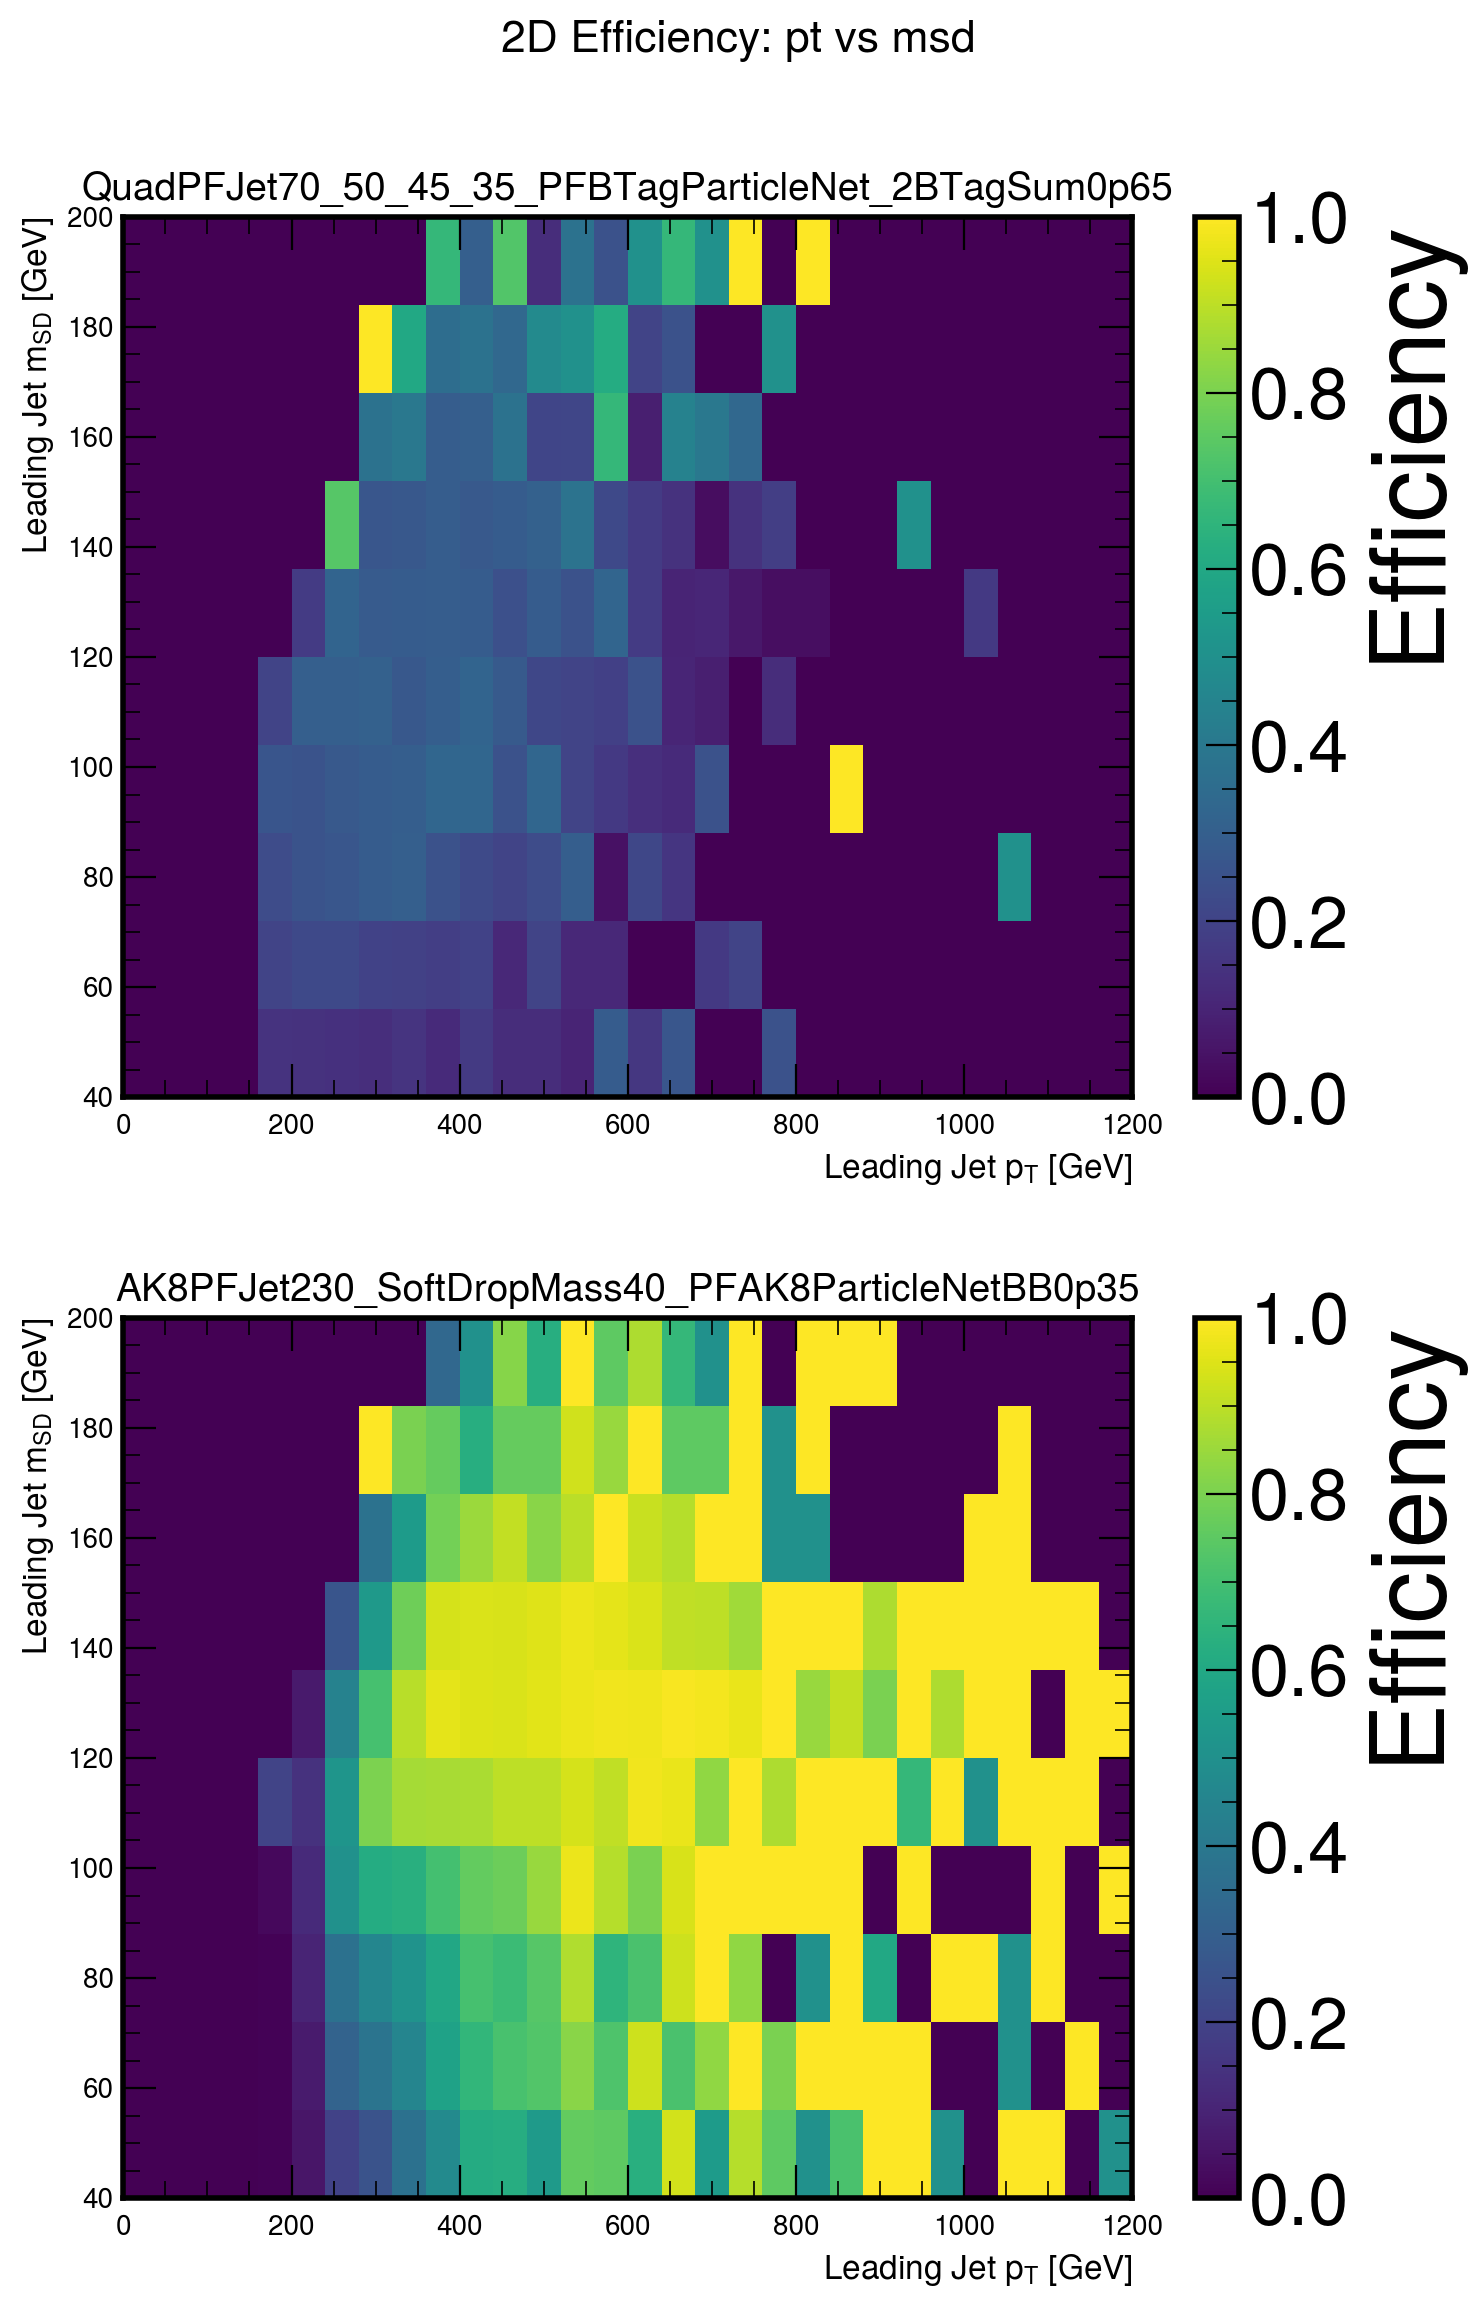 2D Efficiency: pt vs msd
QuadPFJet70_50_45_35_PFBTagParticleNet_2BTagSum0p65
Leading Jet mSD [GeV]
200
180
160
140
120
100
80
60
40
0 200 400 600 800 1000 1200
Leading Jet pT [GeV]
1.0
0.8
0.6
0.4
0.2
0.0
Efficiency
AK8PFJet230_SoftDropMass40_PFAK8ParticleNetBB0p35
Leading Jet mSD [GeV]
200
180
160
140
120
100
80
60
40
0 200 400 600 800 1000 1200
Leading Jet pT [GeV]
1.0
0.8
0.6
0.4
0.2
0.0
Efficiency